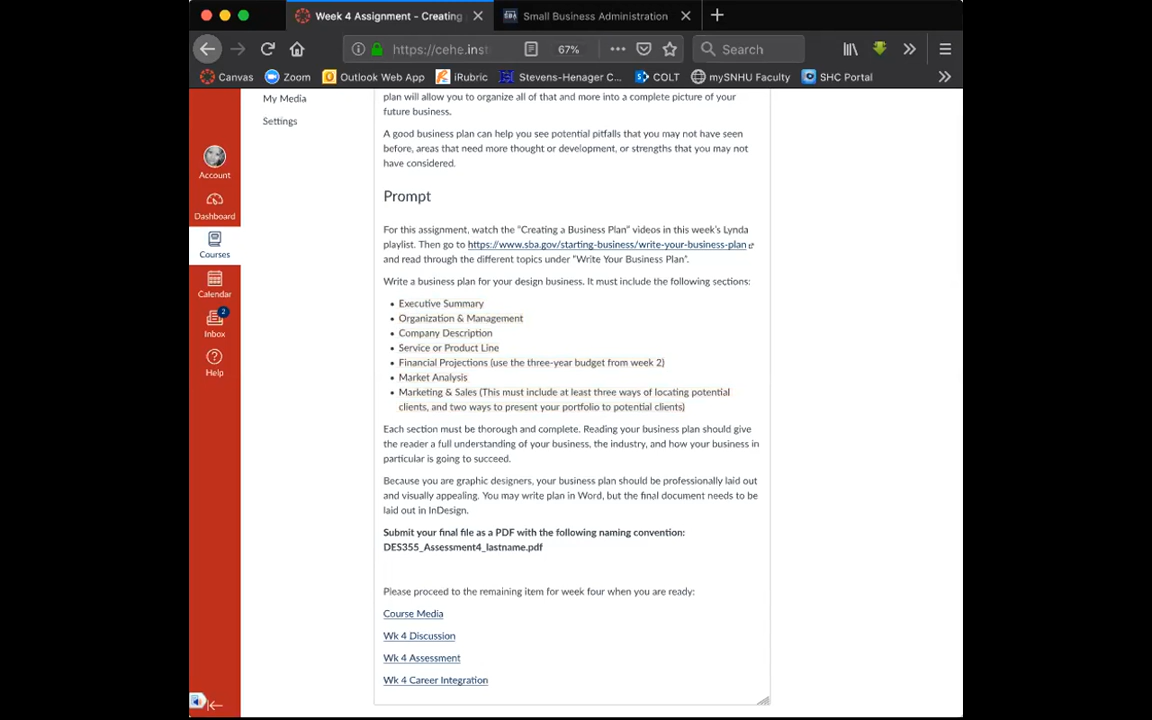 Week 4 Assignment - Creating
Small Business Administration
https://cehe.inst
67%
Search
Canvas
Zoom
Outlook Web App
iRubric
Stevens-Henager C...
COLT
mySNHU Faculty
SHC Portal
Account
Dashboard
Courses
Calendar
2
Inbox
Help
My Media
Settings
plan will allow you to organize all of that and more into a complete picture of your
future business.
A good business plan can help you see potential pitfalls that you may not have seen
before, areas that need more thought or development, or strengths that you may not
have considered.
Prompt
For this assignment, watch the "Creating a Business Plan" videos in this week's Lynda
playlist. Then go to https://www.sba.gov/starting-business/write-your-business-plan
and read through the different topics under "Write Your Business Plan".
Write a business plan for your design business. It must include the following sections:
• Executive Summary
• Organization & Management
• Company Description
• Service or Product Line
• Financial Projections (use the three-year budget from week 2)
• Market Analysis
• Marketing & Sales (This must include at least three ways of locating potential
clients, and two ways to present your portfolio to potential clients)
Each section must be thorough and complete. Reading your business plan should give
the reader a full understanding of your business, the industry, and how your business in
particular is going to succeed.
Because you are graphic designers, your business plan should be professionally laid out
and visually appealing. You may write plan in Word, but the final document needs to be
laid out in InDesign.
Submit your final file as a PDF with the following naming convention:
DES355_Assessment4_lastname.pdf
Please proceed to the remaining item for week four when you are ready:
Course Media
Wk 4 Discussion
Wk 4 Assessment
Wk 4 Career Integration